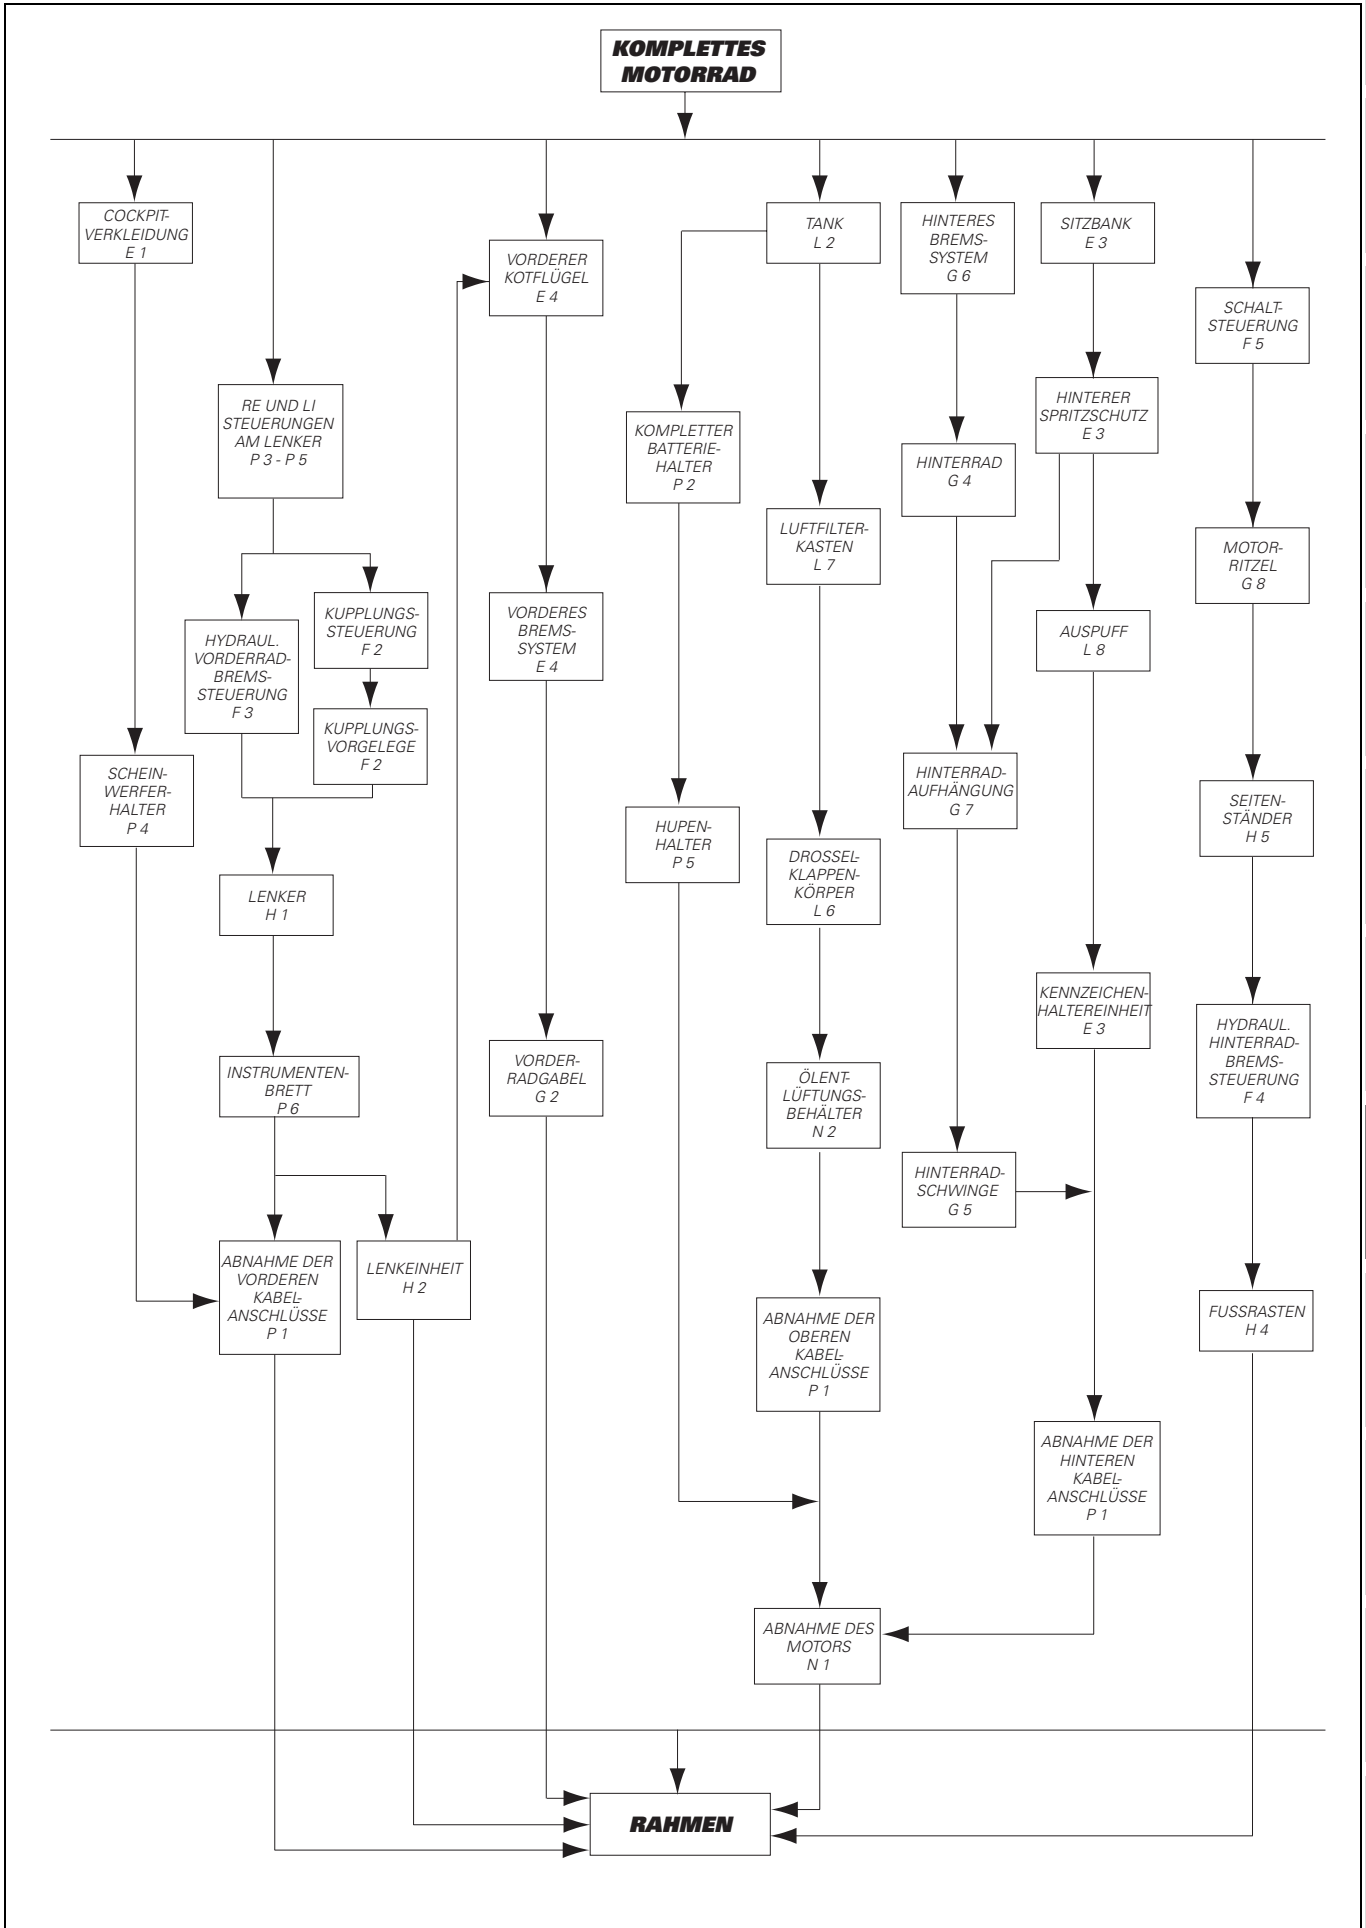 KOMPLETTES
MOTORRAD
COCKPIT-
VERKLEIDUNG
E 1
TANK
L 2
HINTERES
BREMS-
SYSTEM
G 6
SITZBANK
E 3
VORDERER
KOTFLÜGEL
E 4
SCHALT-
STEUERUNG
F 5
RE UND LI
STEUERUNGEN
AM LENKER
P 3 - P 5
KOMPLETTER
BATTERIE-
HALTER
P 2
HINTERER
SPRITZSCHUTZ
E 3
HINTERRAD
G 4
LUFTFILTER-
KASTEN
L 7
MOTOR-
RITZEL
G 8
HYDRAUL.
VORDERRAD-
BREMS-
STEUERUNG
F 3
KUPPLUNGS-
STEUERUNG
F 2
VORDERES
BREMS-
SYSTEM
E 4
AUSPUFF
L 8
KUPPLUNGS-
VORGELEGE
F 2
SCHEIN-
WERFER-
HALTER
P 4
HINTERRAD-
AUFHÄNGUNG
G 7
SEITEN-
STÄNDER
H 5
HUPEN-
HALTER
P 5
DROSSEL-
KLAPPEN-
KÖRPER
L 6
LENKER
H 1
KENNZEICHEN-
HALTEREINHEIT
E 3
HYDRAUL.
HINTERRAD-
BREMS-
STEUERUNG
F 4
INSTRUMENTEN-
BRETT
P 6
VORDER-
RADGABEL
G 2
ÖLENT-
LÜFTUNGS-
BEHÄLTER
N 2
HINTERRAD-
SCHWINGE
G 5
ABNAHME DER
VORDEREN
KABEL-
ANSCHLÜSSE
P 1
LENKEINHEIT
H 2
ABNAHME DER
OBEREN
KABEL-
ANSCHLÜSSE
P 1
FUSSRASTEN
H 4
ABNAHME DER
HINTEREN
KABEL-
ANSCHLÜSSE
P 1
ABNAHME DES
MOTORS
N 1
RAHMEN